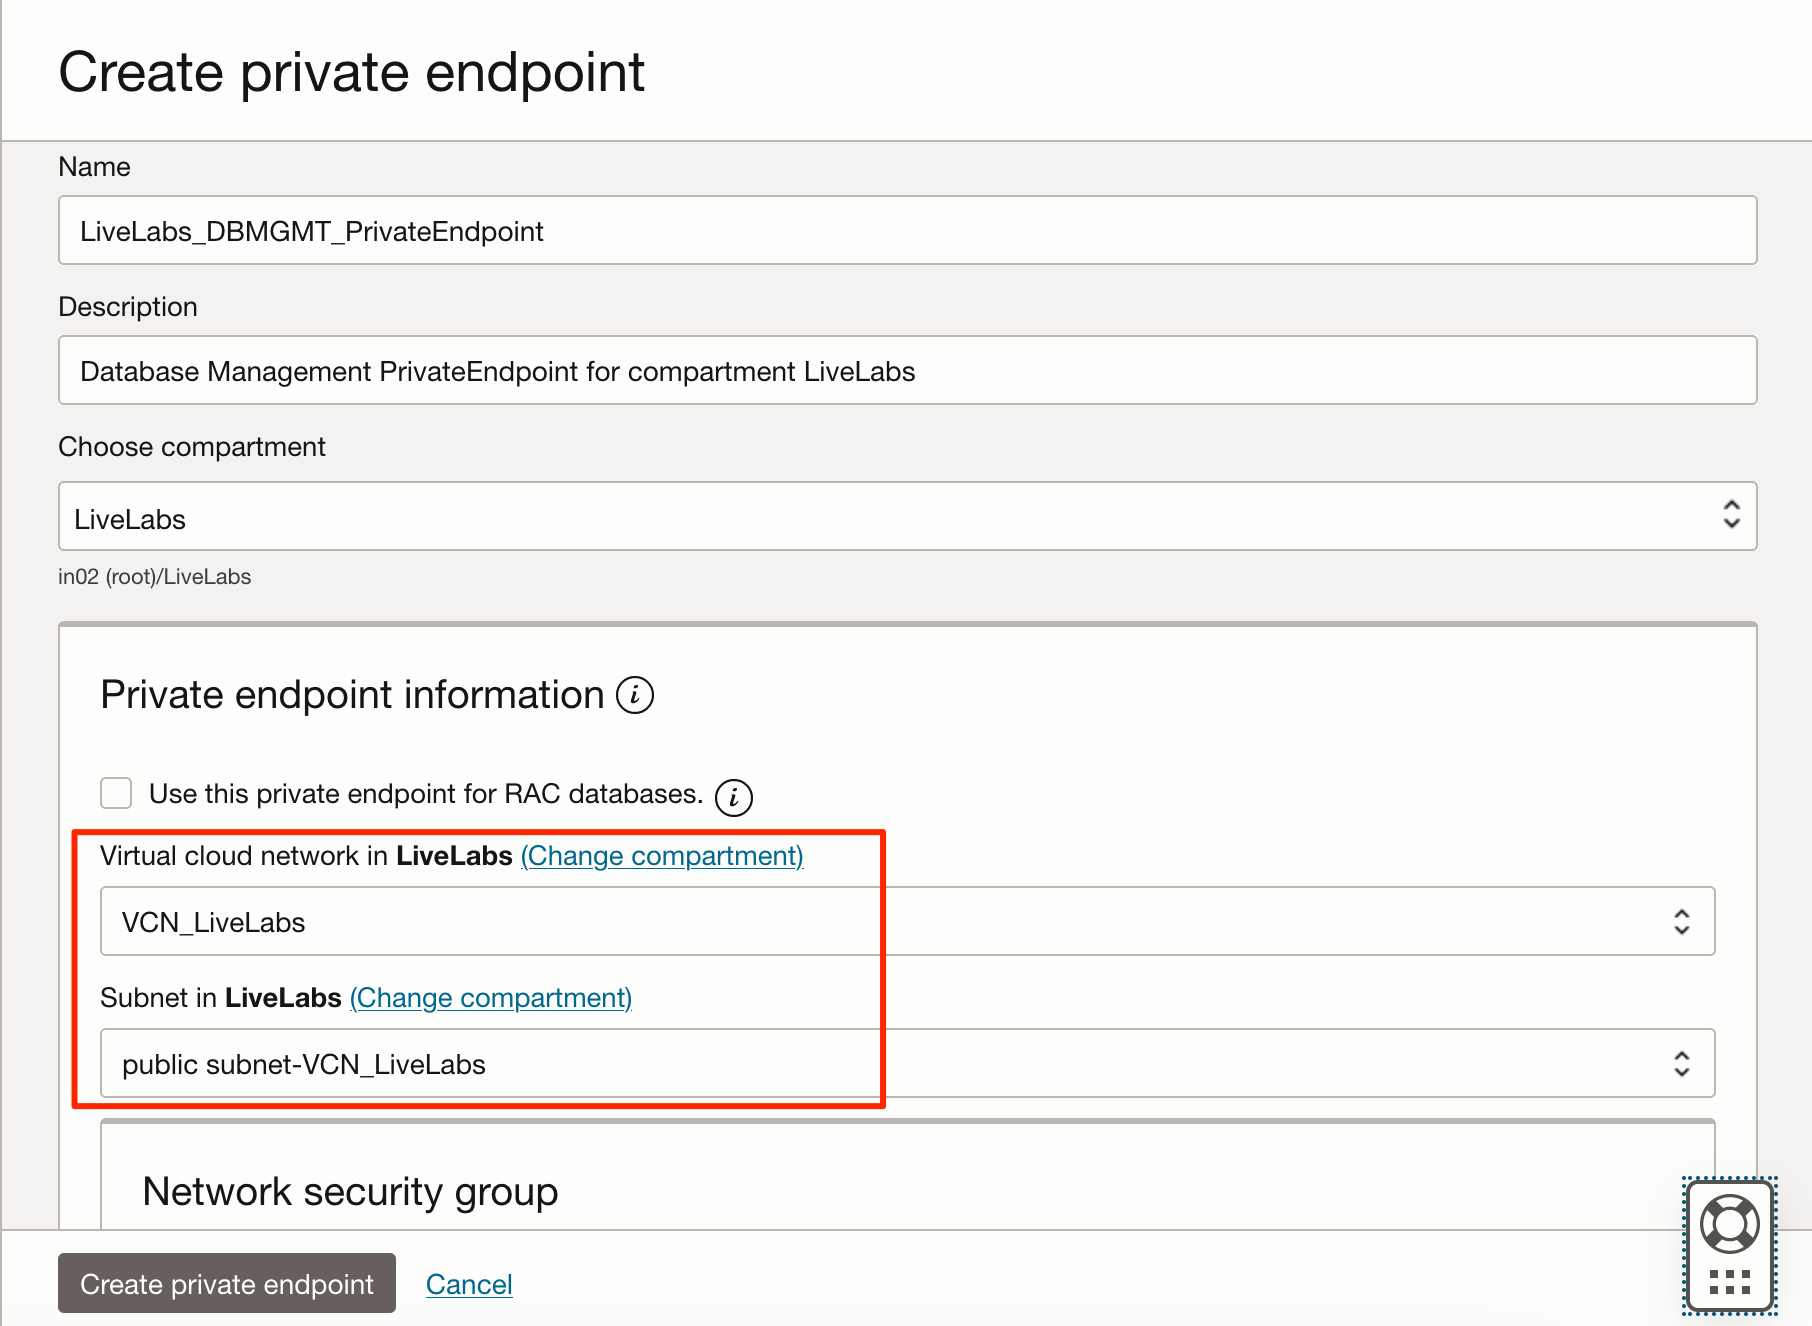 Create private endpoint
Name
LiveLabs_DBMGMT_PrivateEndpoint
Description
Database Management PrivateEndpoint for compartment LiveLabs
Choose compartment
LiveLabs
in02 (root)/LiveLabs
Private endpoint information i
Use this private endpoint for RAC databases. i
Virtual cloud network in LiveLabs (Change compartment)
VCN_LiveLabs
Subnet in LiveLabs (Change compartment)
public subnet-VCN_LiveLabs
Network security group
Create private endpoint Cancel